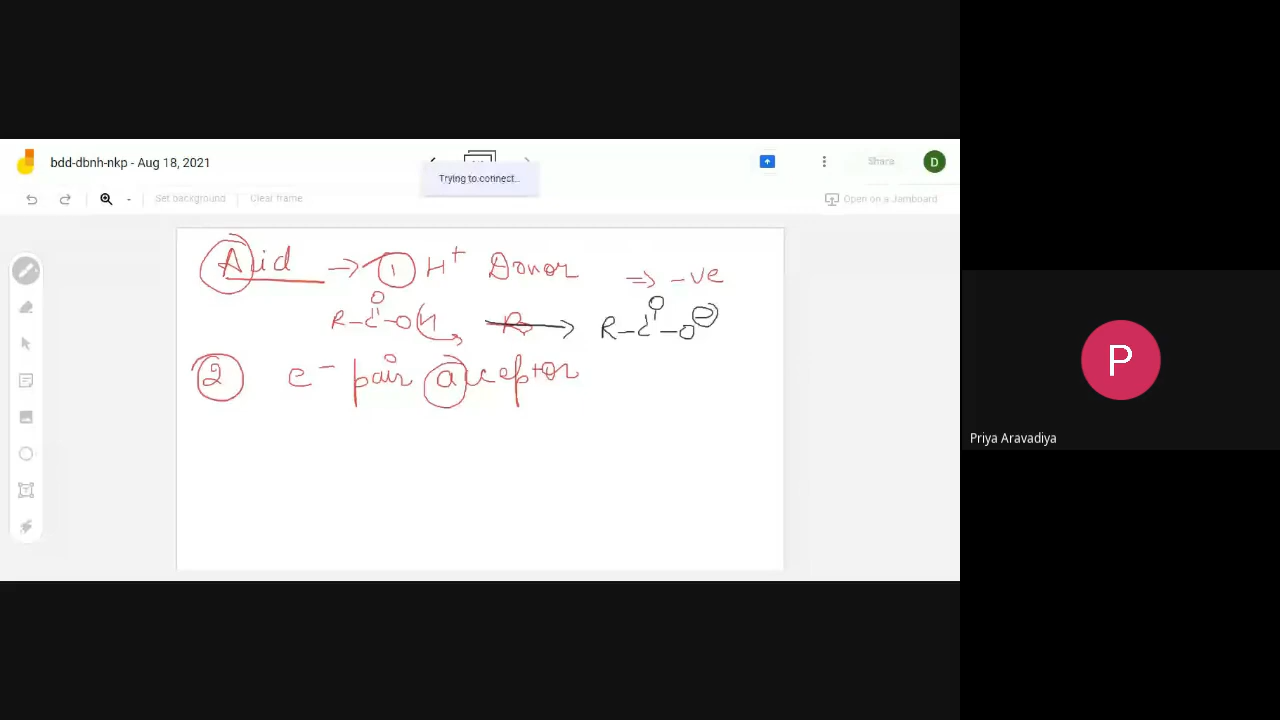 bdd-dbnh-nkp - Aug 18, 2021
Trying to connect...
Share
D
Set background
Clear frame
Open on a Jamboard
Acid → ① H+ Donor ⇒ -ve
R-C-OH → R-C-O⊖
O O
② e- pair acceptor
P
Priya Aravadiya